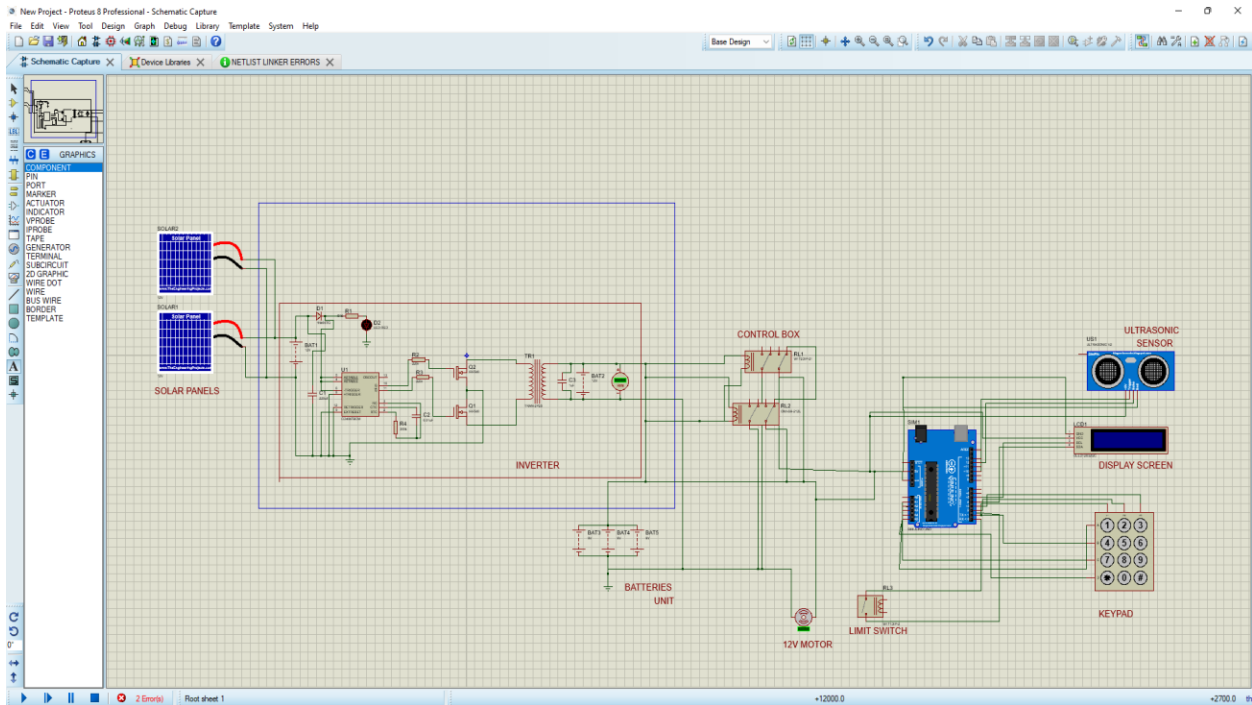 New Project - Proteus 8 Professional - Schematic Capture
File Edit View Tool Design Graph Debug Library Template System Help
Base Design
Schematic Capture
Device Libraries
NETLIST LINKER ERRORS
LBL
C E GRAPHICS
COMPONENT
PIN
PORT
MARKER
ACTUATOR
INDICATOR
VPROBE
IPROBE
TAPE
GENERATOR
TERMINAL
SUBCIRCUIT
2D GRAPHIC
WIRE DOT
WIRE
BUS WIRE
BORDER
TEMPLATE
A
SOLAR2
Solar Panel
SOLAR1
Solar Panel
SOLAR PANELS
D1
R1
D2
BAT1
C1
U1
R2
R3
R4
C2
Q2
Q1
TR1
C3
BAT2
INVERTER
CONTROL BOX
RL1
RL2
BAT3
BAT4
BAT5
BATTERIES
UNIT
12V MOTOR
RL3
LIMIT SWITCH
SIM1
ULTRASONIC
SENSOR
LCD1
DISPLAY SCREEN
1 2 3
4 5 6
7 8 9
* 0 #
KEYPAD
2 Error(s)
Root sheet 1
+12000.0
+2700.0
th